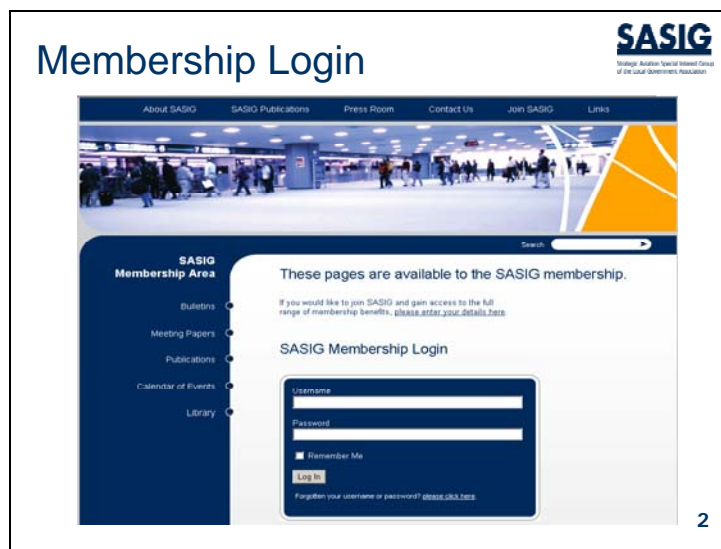 Membership Login
SASIG
Strategic Aviation Special Interest Group
of the Local Government Association
About SASIG SASIG Publications Press Room Contact Us Join SASIG Links
Search
SASIG
Membership Area
Bulletins
Meeting Papers
Publications
Calendar of Events
Library
These pages are available to the SASIG membership.
If you would like to join SASIG and gain access to the full
range of membership benefits, please enter your details here.
SASIG Membership Login
Username
Password
Remember Me
Log In
Forgotten your username or password? please click here.
2